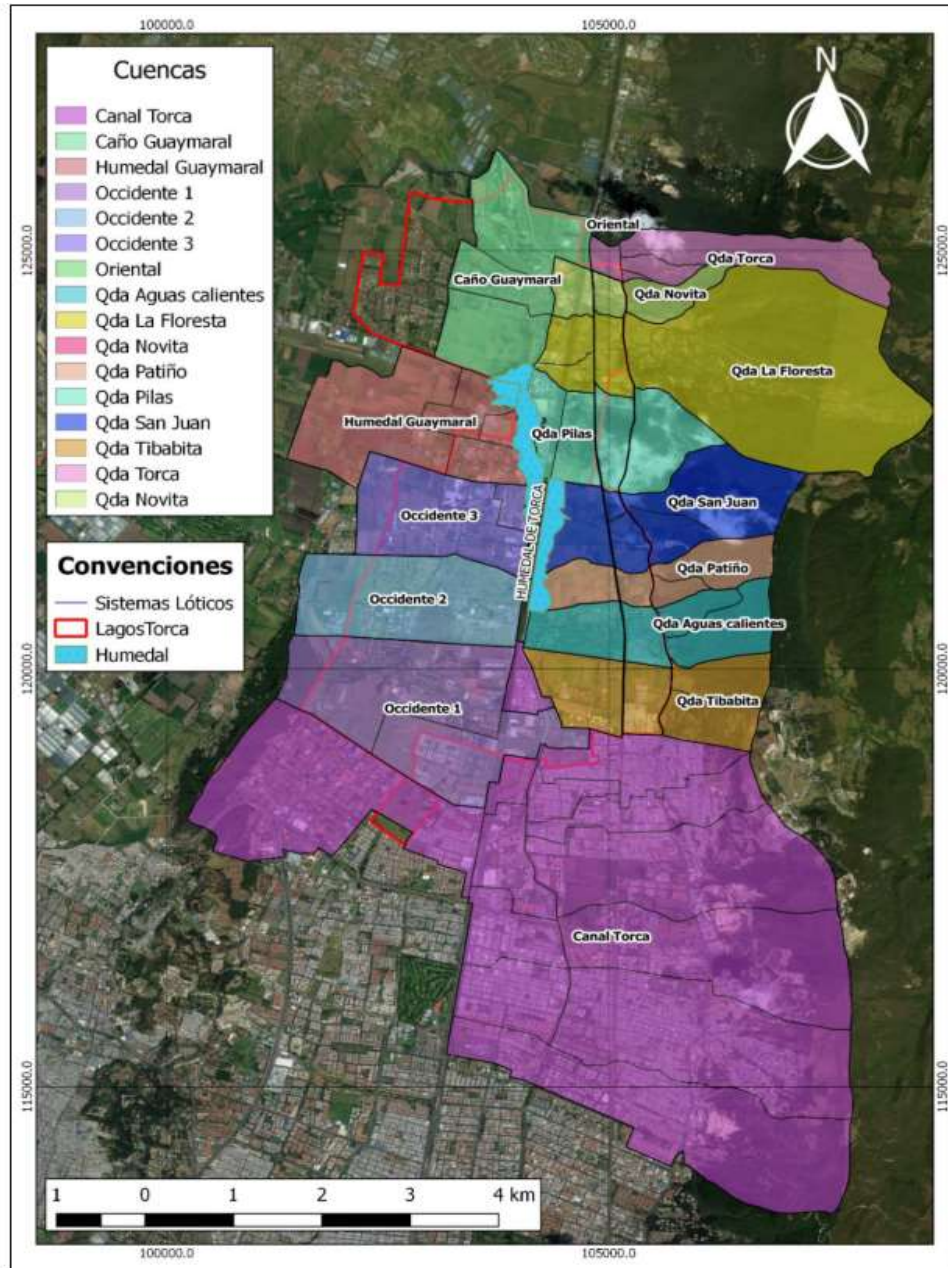 100000.0
105000.0
Cuencas
Canal Torca
Caño Guaymaral
Humedal Guaymaral
Occidente 1
Occidente 2
Occidente 3
Oriental
Qda Aguas calientes
Qda La Floresta
Qda Novita
Qda Patiño
Qda Pilas
Qda San Juan
Qda Tibabita
Qda Torca
Qda Novita
Convenciones
Sistemas Lóticos
LagosTorca
Humedal
N
125000.0
125000.0
Oriental
Qda Torca
Caño Guaymaral
Qda Novita
Qda La Floresta
Humedal Guaymaral
Qda Pilas
Occidente 3
HUMEDAL DE TORCA
Qda San Juan
Qda Patiño
Occidente 2
Qda Aguas calientes
120000.0
120000.0
Qda Tibabita
Occidente 1
Canal Torca
115000.0
115000.0
1 0 1 2 3 4 km
100000.0
105000.0